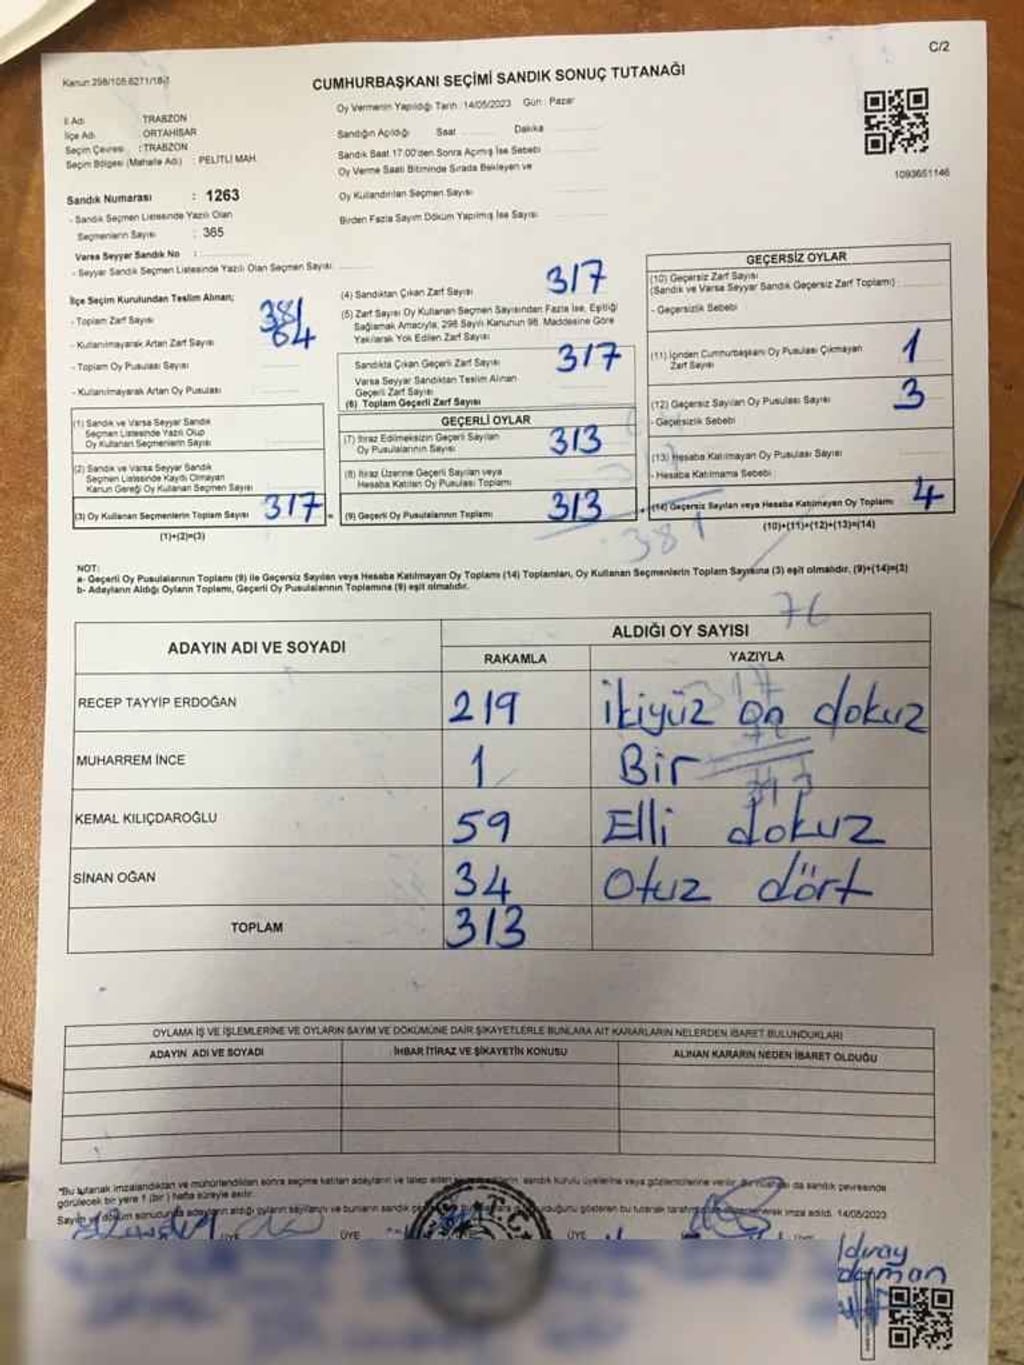 C/2
Kanun 298/105 6271/18-1
CUMHURBAŞKANI SEÇİMİ SANDIK SONUÇ TUTANAĞI
İl Adı : TRABZON
İlçe Adı : ORTAHİSAR
Seçim Çevresi : TRABZON
Seçim Bölgesi (Mahalle Adı) : PELİTLİ MAH.
Sandık Numarası : 1263
- Sandık Seçmen Listesinde Yazılı Olan
Seçmenlerin Sayısı : 365
Varsa Seyyar Sandık No :
- Seyyar Sandık Seçmen Listesinde Yazılı Olan Seçmen Sayısı
Oy Vermenin Yapıldığı Tarih : 14/05/2023 Gün : Pazar
Sandığın Açıldığı Saat Dakika
Sandık Saat 17:00'den Sonra Açımış İse Sebebi
Oy Verme Saati Bitiminde Sırada Bekleyen ve
Oy Kullandırılan Seçmen Sayısı
Birden Fazla Sayım Döküm Yapılmış İse Sayısı
1093651146
İlçe Seçim Kurulundan Teslim Alınan;
- Toplam Zarf Sayısı 381
- Kullanılmayarak Artan Zarf Sayısı 64
- Toplam Oy Pusulası Sayısı
- Kullanılmayarak Artan Oy Pusulası
(1) Sandık ve Varsa Seyyar Sandık
Seçmen Listesinde Yazılı Olup
Oy Kullanan Seçmenlerin Sayısı
(2) Sandık ve Varsa Seyyar Sandık
Seçmen Listesinde Kaydı Olmayan
Kanun Gereği Oy Kullanan Seçmen Sayısı
(3) Oy Kullanan Seçmenlerin Toplam Sayısı 317
(1)+(2)=(3)
(4) Sandıktan Çıkan Zarf Sayısı 317
(5) Zarf Sayısı Oy Kullanan Seçmen Sayısından Fazla İse, Eşitliği
Sağlamak Amacıyla, 298 Sayılı Kanunun 98. Maddesine Göre
Yakılarak Yok Edilen Zarf Sayısı
Sandıkta Çıkan Geçerli Zarf Sayısı 317
Varsa Seyyar Sandıktan Teslim Alınan
Geçerli Zarf Sayısı
(6) Toplam Geçerli Zarf Sayısı
GEÇERLİ OYLAR
(7) İtiraz Edilmeksizin Geçerli Sayılan
Oy Pusulalarının Sayısı 313
(8) İtiraz Üzerine Geçerli Sayılan veya
Hesaba Katılan Oy Pusulası Toplamı
(9) Geçerli Oy Pusulalarının Toplamı 313
GEÇERSİZ OYLAR
(10) Geçersiz Zarf Sayısı
(Sandık ve Varsa Seyyar Sandık Geçersiz Zarf Toplamı)
- Geçersizlik Sebebi
(11) İçinden Cumhurbaşkanı Oy Pusulası Çıkmayan
Zarf Sayısı 1
(12) Geçersiz Sayılan Oy Pusulası Sayısı 3
- Geçersizlik Sebebi
(13) Hesaba Katılmayan Oy Pusulası Sayısı
- Hesaba Katılmama Sebebi
(14) Geçersiz Sayılan veya Hesaba Katılmayan Oy Toplamı 4
(10)+(11)+(12)+(13)=(14)
381
NOT:
a- Geçerli Oy Pusulalarının Toplamı (9) ile Geçersiz Sayılan veya Hesaba Katılmayan Oy Toplamı (14) Toplamları, Oy Kullanan Seçmenlerin Toplam Sayısına (3) eşit olmalıdır. (9)+(14)=(3)
b- Adayların Aldığı Oyların Toplamı, Geçerli Oy Pusulalarının Toplamına (9) eşit olmalıdır.
76
ADAYIN ADI VE SOYADI ALDIĞI OY SAYISI
RAKAMLA YAZIYLA
RECEP TAYYİP ERDOĞAN 219 İkiyüz on dokuz
MUHARREM İNCE 1 Bir
KEMAL KILIÇDAROĞLU 59 Elli dokuz
SİNAN OĞAN 34 Otuz dört
TOPLAM 313
OYLAMA İŞ VE İŞLEMLERİNE VE OYLARIN SAYIM VE DÖKÜMÜNE DAİR ŞİKAYETLERLE BUNLARA AİT KARARLARIN NELERDEN İBARET BULUNDUKLARI
ADAYIN ADI VE SOYADI İHBAR İTİRAZ VE ŞİKAYETİN KONUSU ALINAN KARARIN NEDEN İBARET OLDUĞU
*Bu tutanak imzalandıktan ve mühürlendikten sonra seçime katılan adayların ve talep eden sandık kurulu üyelerine veya gözlemcilerine verilir. da sandık çevresinde
görülecek bir yere 1 (bir) hafta süreyle asılır.
Sayım ve döküm sonucunda adayların aldığı oyların sayılarını ve bunların sandık gösteren bu tutanak imza edildi. 14/05/2023
ÜYE ÜYE ÜYE